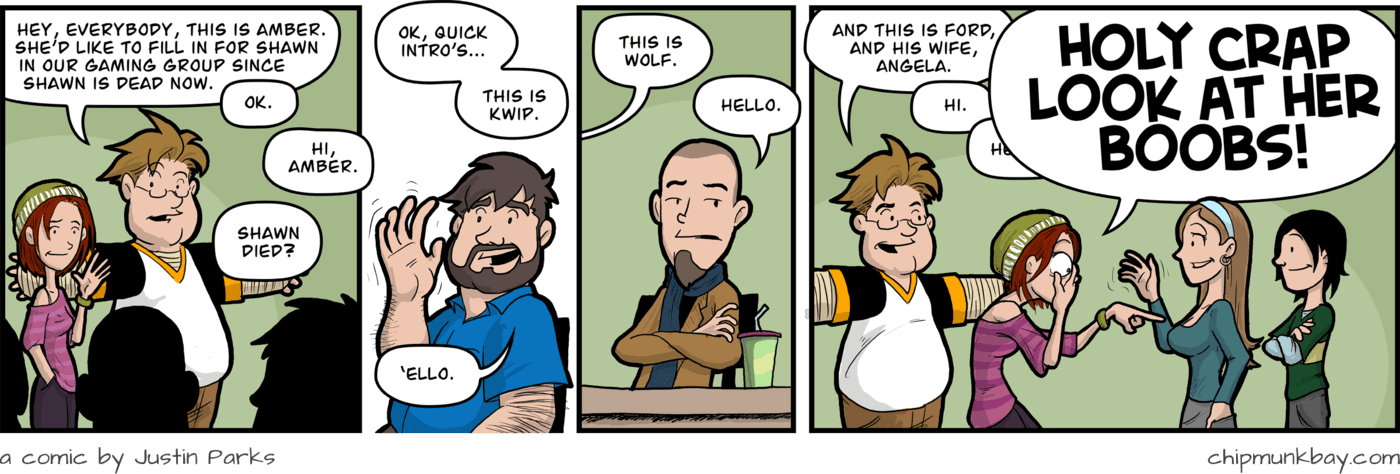 HEY, EVERYBODY, THIS IS AMBER.
SHE'D LIKE TO FILL IN FOR SHAWN
IN OUR GAMING GROUP SINCE
SHAWN IS DEAD NOW.
OK.
HI,
AMBER.
SHAWN
DIED?
OK, QUICK
INTRO'S...
THIS IS
KWIP.
'ELLO.
THIS IS
WOLF.
HELLO.
AND THIS IS FORD,
AND HIS WIFE,
ANGELA.
HI.
HOLY CRAP
LOOK AT HER
BOOBS!
a comic by Justin Parks
chipmunkbay.com